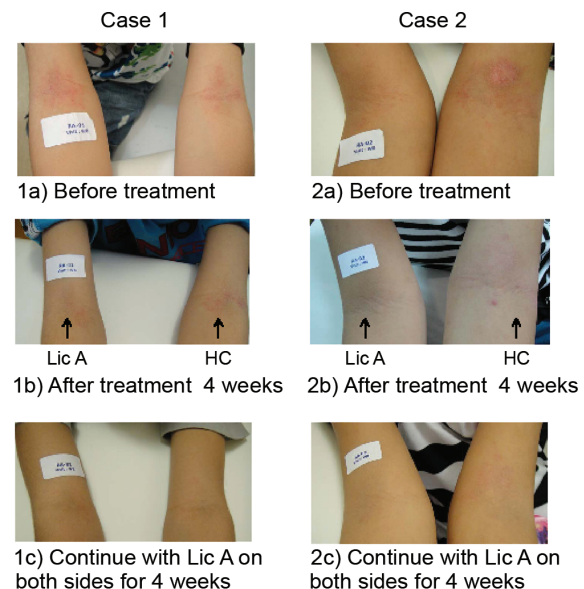 Case 1
Case 2
1a) Before treatment
2a) Before treatment
Lic A
HC
Lic A
HC
1b) After treatment 4 weeks
2b) After treatment 4 weeks
1c) Continue with Lic A on
both sides for 4 weeks
2c) Continue with Lic A on
both sides for 4 weeks